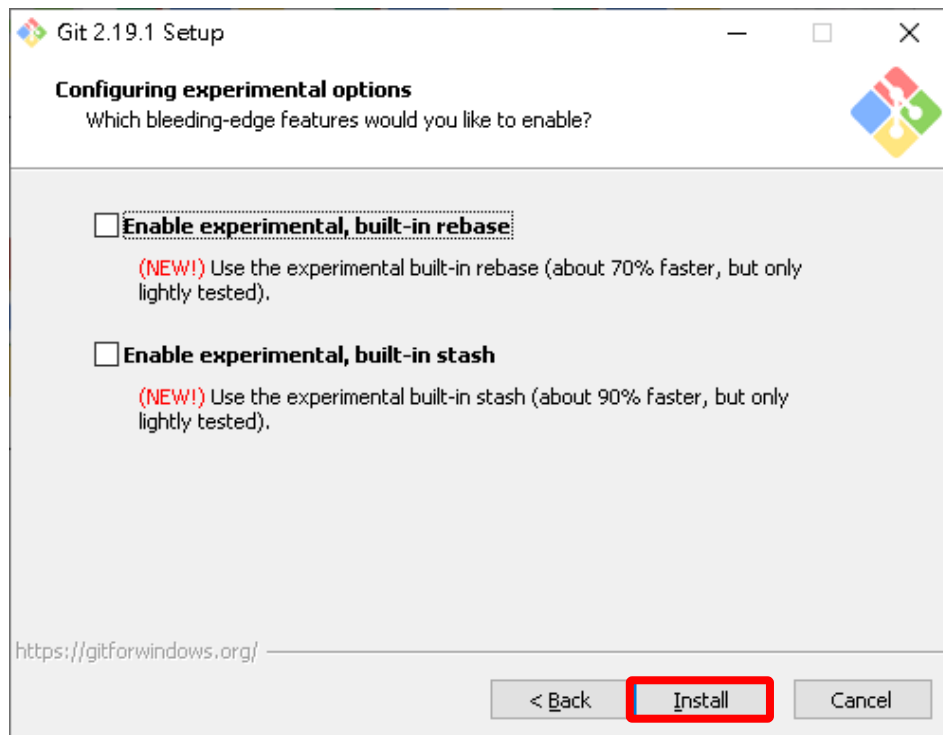 Git 2.19.1 Setup
Configuring experimental options
Which bleeding-edge features would you like to enable?
Enable experimental, built-in rebase
(NEW!) Use the experimental built-in rebase (about 70% faster, but only
lightly tested).
Enable experimental, built-in stash
(NEW!) Use the experimental built-in stash (about 90% faster, but only
lightly tested).
https://gitforwindows.org/
< Back
Install
Cancel